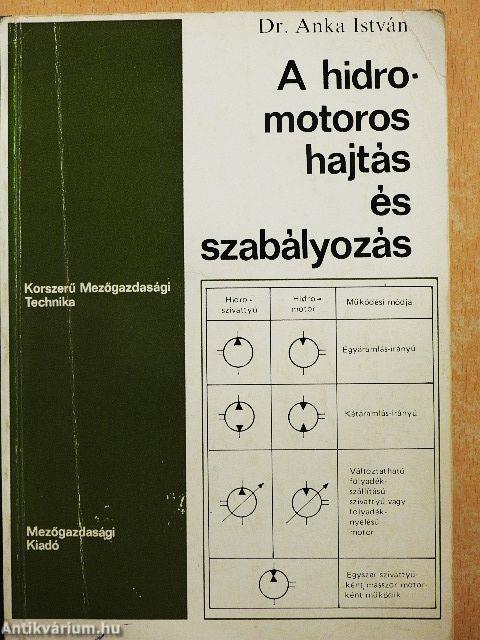 Dr. Anka István
A hidro-
motoros
hajtás
és
szabályozás
Korszerű Mezőgazdasági
Technika
Hidro-
szivattyú
Hidro-
motor
Működési módja
Egyáramlás-irányú
Kétáramlás-irányú
Változtatható
folyadék-
szállítású
szivattyú vagy
folyadék-
nyelésű
motor
Egyszer szivattyú-
ként, másszor motor-
ként működik
Mezőgazdasági
Kiadó
Antikvárium.hu